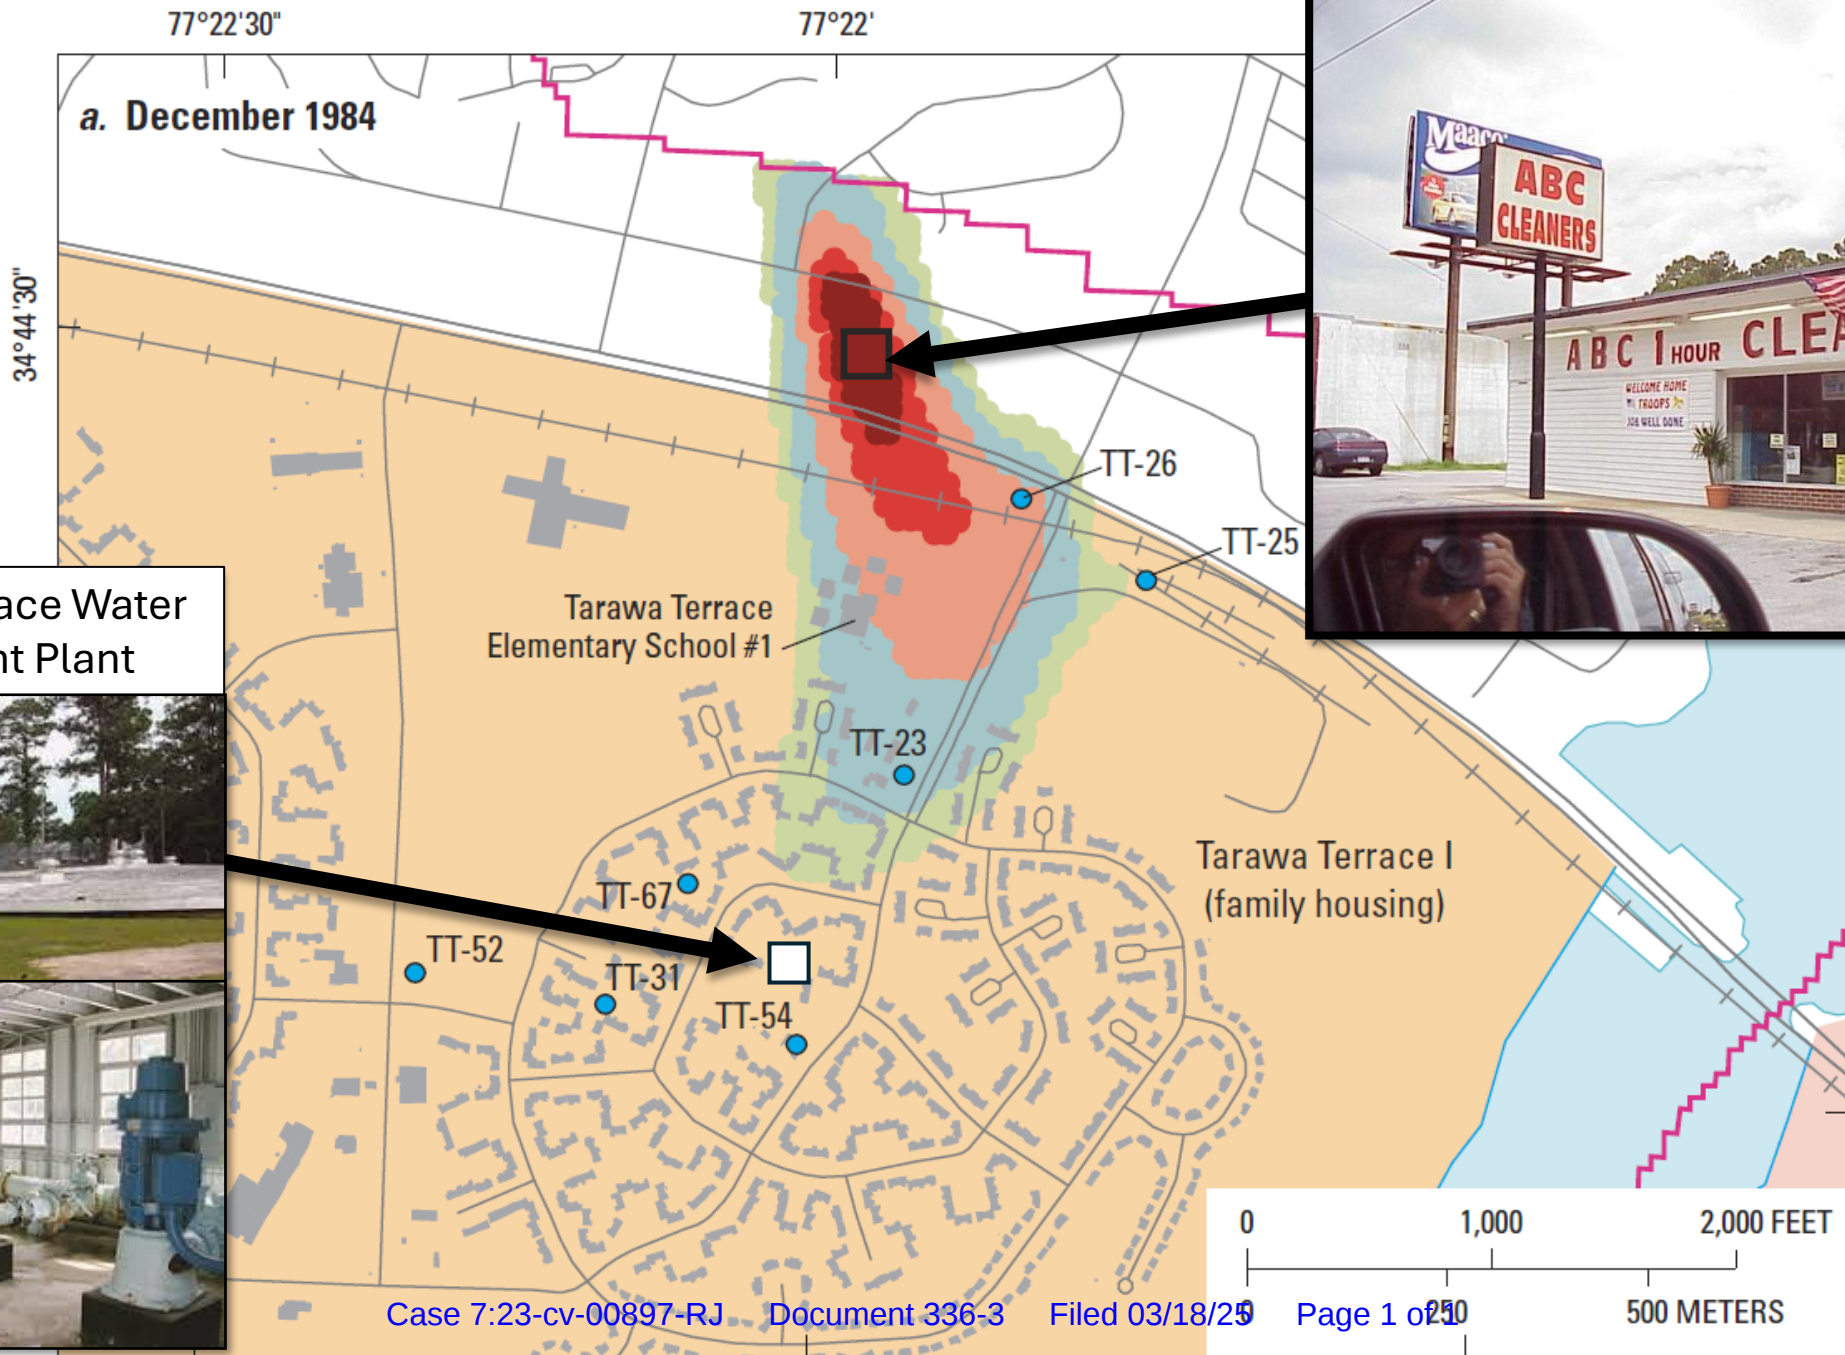 77°22'30"
77°22'
a. December 1984
34°44'30"
Maaco
ABC
CLEANERS
ABC 1 HOUR CLEA
WELCOME HOME
TROOPS
JOB WELL DONE
TT-26
TT-25
Tarawa Terrace
Elementary School #1
ace Water
nt Plant
TT-23
Tarawa Terrace I
(family housing)
TT-67
TT-52
TT-31
TT-54
0 1,000 2,000 FEET
0 250 500 METERS
Case 7:23-cv-00897-RJ Document 336-3 Filed 03/18/25 Page 1 of 1